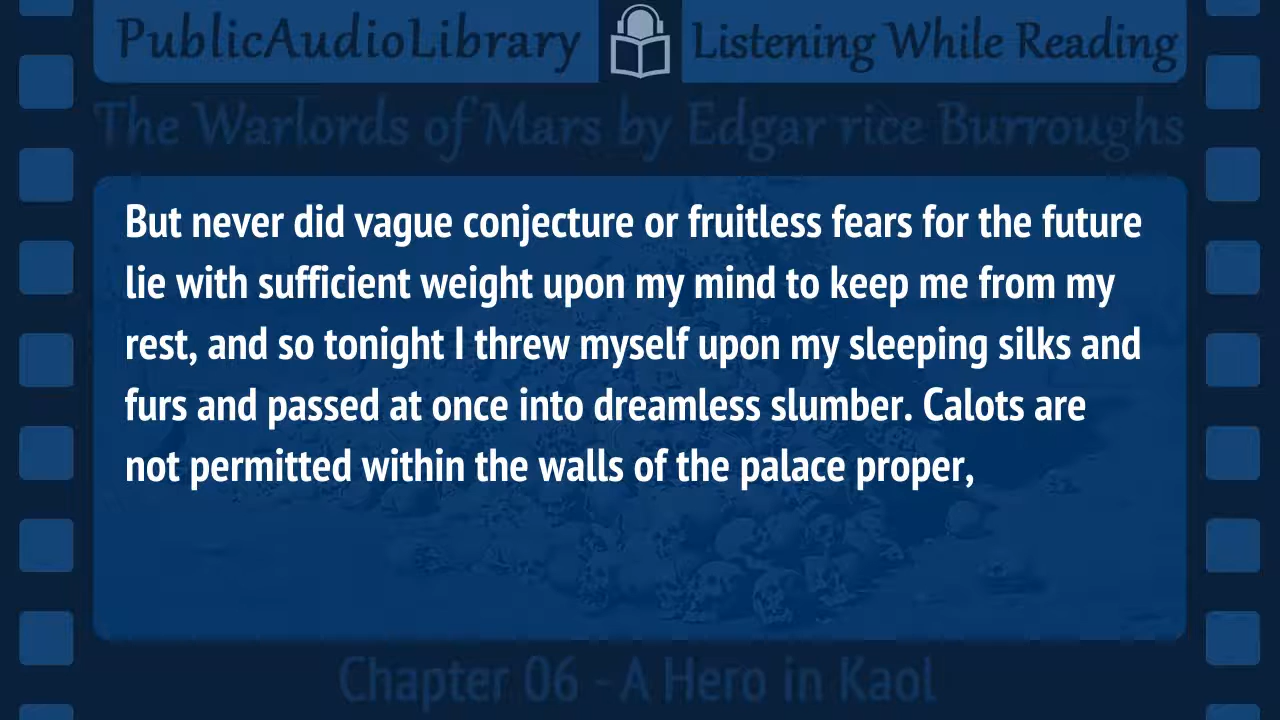 PublicAudioLibrary Listening While Reading
The Warlords of Mars by Edgar rice Burroughs
But never did vague conjecture or fruitless fears for the future
lie with sufficient weight upon my mind to keep me from my
rest, and so tonight I threw myself upon my sleeping silks and
furs and passed at once into dreamless slumber. Calots are
not permitted within the walls of the palace proper,
Chapter 06 - A Hero in Kaol